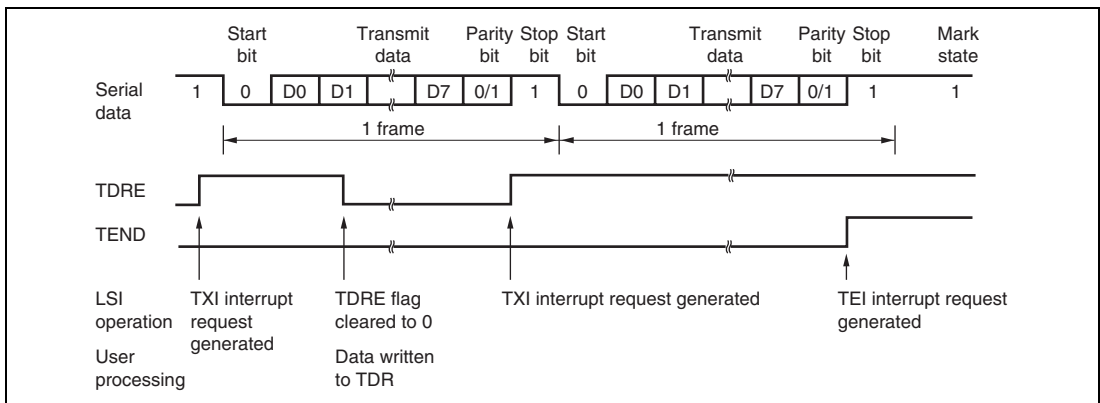 Start bit Transmit data Parity bit Stop bit Start bit Transmit data Parity bit Stop bit Mark state
Serial data 1 0 D0 D1 D7 0/1 1 0 D0 D1 D7 0/1 1 1
1 frame 1 frame
TDRE
TEND
LSI operation TXI interrupt request generated TDRE flag cleared to 0 TXI interrupt request generated TEI interrupt request generated
User processing Data written to TDR